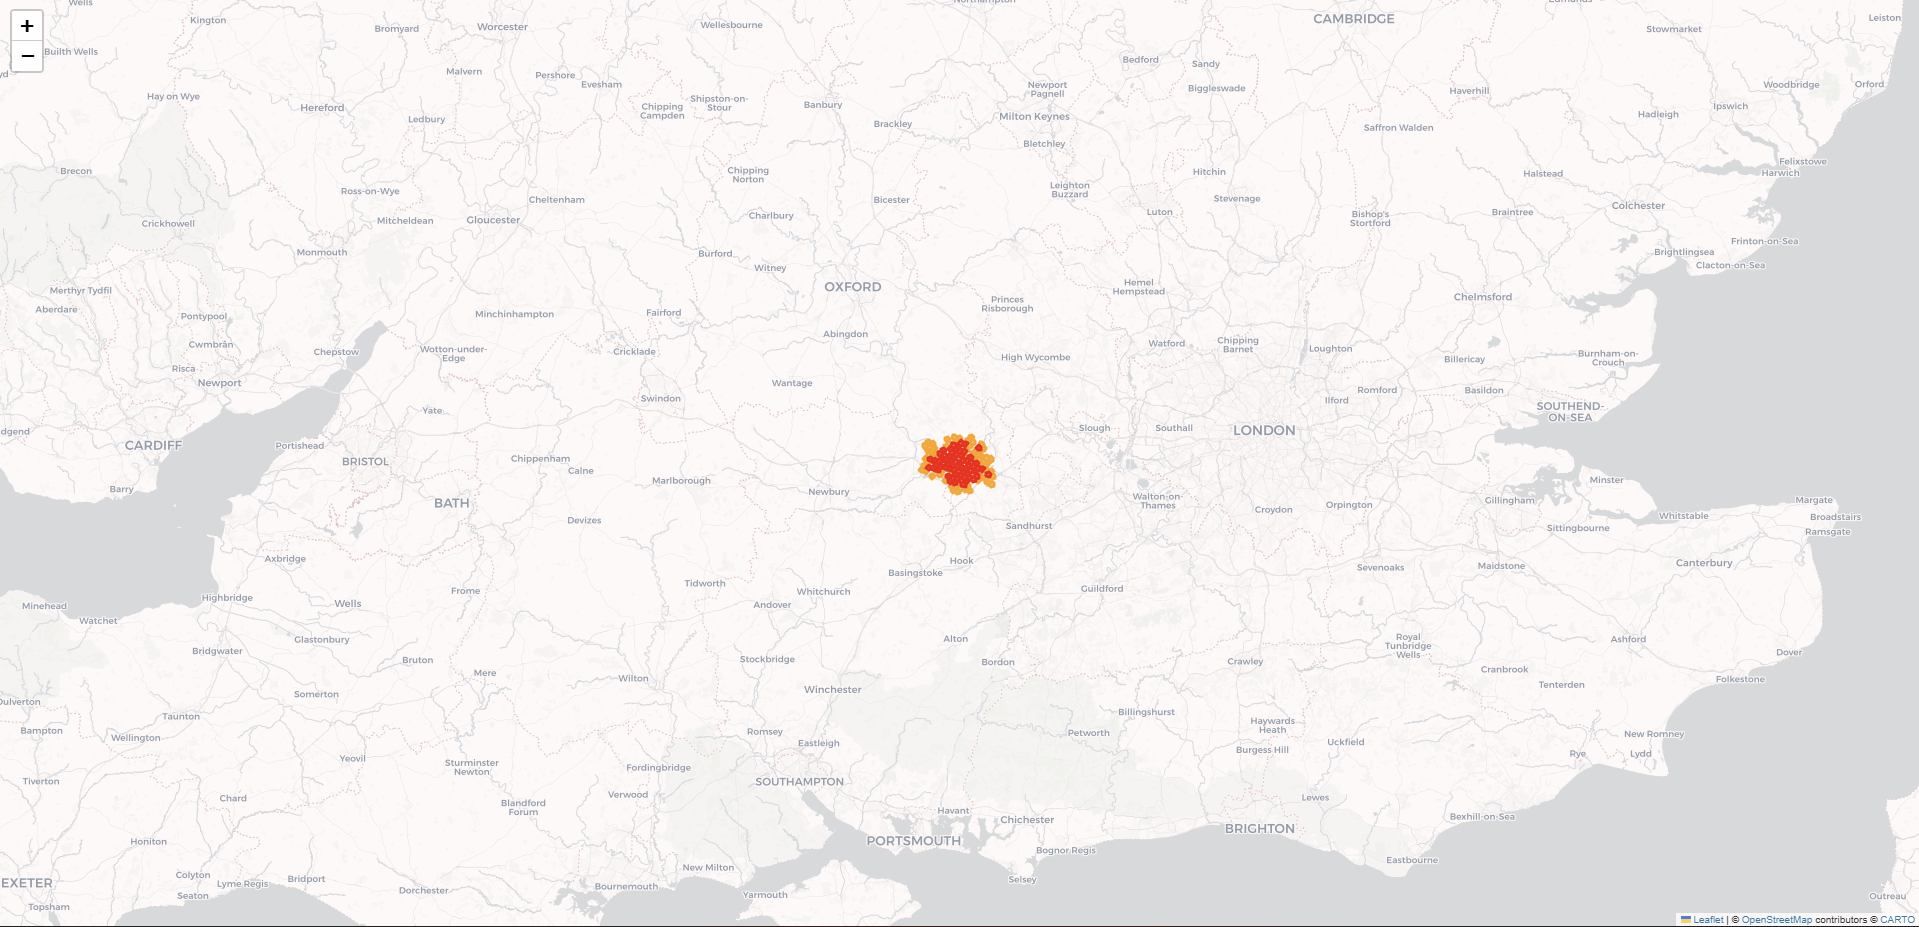 +
−
Wells
Kington
Bromyard
Worcester
Wellesbourne
Northampton
CAMBRIDGE
Edmunds
Leiston
Stowmarket
Builth Wells
Malvern
Pershore
Evesham
Bedford
Sandy
Hay on Wye
Hereford
Ledbury
Chipping
Campden
Shipston-on-
Stour
Banbury
Newport
Pagnell
Biggleswade
Haverhill
Woodbridge
Orford
Ipswich
Hadleigh
Brackley
Milton Keynes
Saffron Walden
Bletchley
Felixstowe
Harwich
Brecon
Ross-on-Wye
Chipping
Norton
Leighton
Buzzard
Hitchin
Halstead
Cheltenham
Bicester
Stevenage
Colchester
Crickhowell
Mitcheldean
Gloucester
Charlbury
Luton
Bishop's
Stortford
Braintree
Monmouth
Burford
Witney
Frinton-on-Sea
Brightlingsea
Clacton-on-Sea
Merthyr Tydfil
Aberdare
OXFORD
Hemel
Hempstead
Chelmsford
Pontypool
Minchinhampton
Fairford
Princes
Risborough
Abingdon
Cwmbrân
Chepstow
Wotton-under-
Edge
Cricklade
High Wycombe
Watford
Chipping
Barnet
Loughton
Billericay
Burnham-on-
Crouch
Risca
Newport
Wantage
Romford
Basildon
Ilford
Yate
Swindon
SOUTHEND-
ON-SEA
dgend
CARDIFF
Portishead
Slough
Southall
LONDON
BRISTOL
Chippenham
Calne
Marlborough
Barry
Newbury
Minster
BATH
Walton-on-
Thames
Croydon
Orpington
Gillingham
Margate
Whitstable
Broadstairs
Ramsgate
Devizes
Sandhurst
Sittingbourne
Axbridge
Hook
Basingstoke
Sevenoaks
Maidstone
Canterbury
Tidworth
Whitchurch
Guildford
Minehead
Highbridge
Wells
Frome
Andover
Watchet
Glastonbury
Alton
Royal
Tunbridge
Wells
Ashford
Bridgwater
Bruton
Stockbridge
Bordon
Crawley
Cranbrook
Dover
Mere
Wilton
Winchester
Tenterden
Folkestone
Dulverton
Somerton
Taunton
Billingshurst
Haywards
Heath
Bampton
Wellington
Romsey
Eastleigh
Petworth
Uckfield
New Romney
Burgess Hill
Rye
Lydd
Yeovil
Sturminster
Newton
Fordingbridge
Tiverton
SOUTHAMPTON
Chard
Blandford
Forum
Verwood
Havant
Chichester
Lewes
Bexhill-on-Sea
Honiton
PORTSMOUTH
BRIGHTON
Bognor Regis
Eastbourne
New Milton
Selsey
EXETER
Colyton
Seaton
Lyme Regis
Bridport
Dorchester
Bournemouth
Yarmouth
Outreau
Topsham
Leaflet | © OpenStreetMap contributors © CARTO